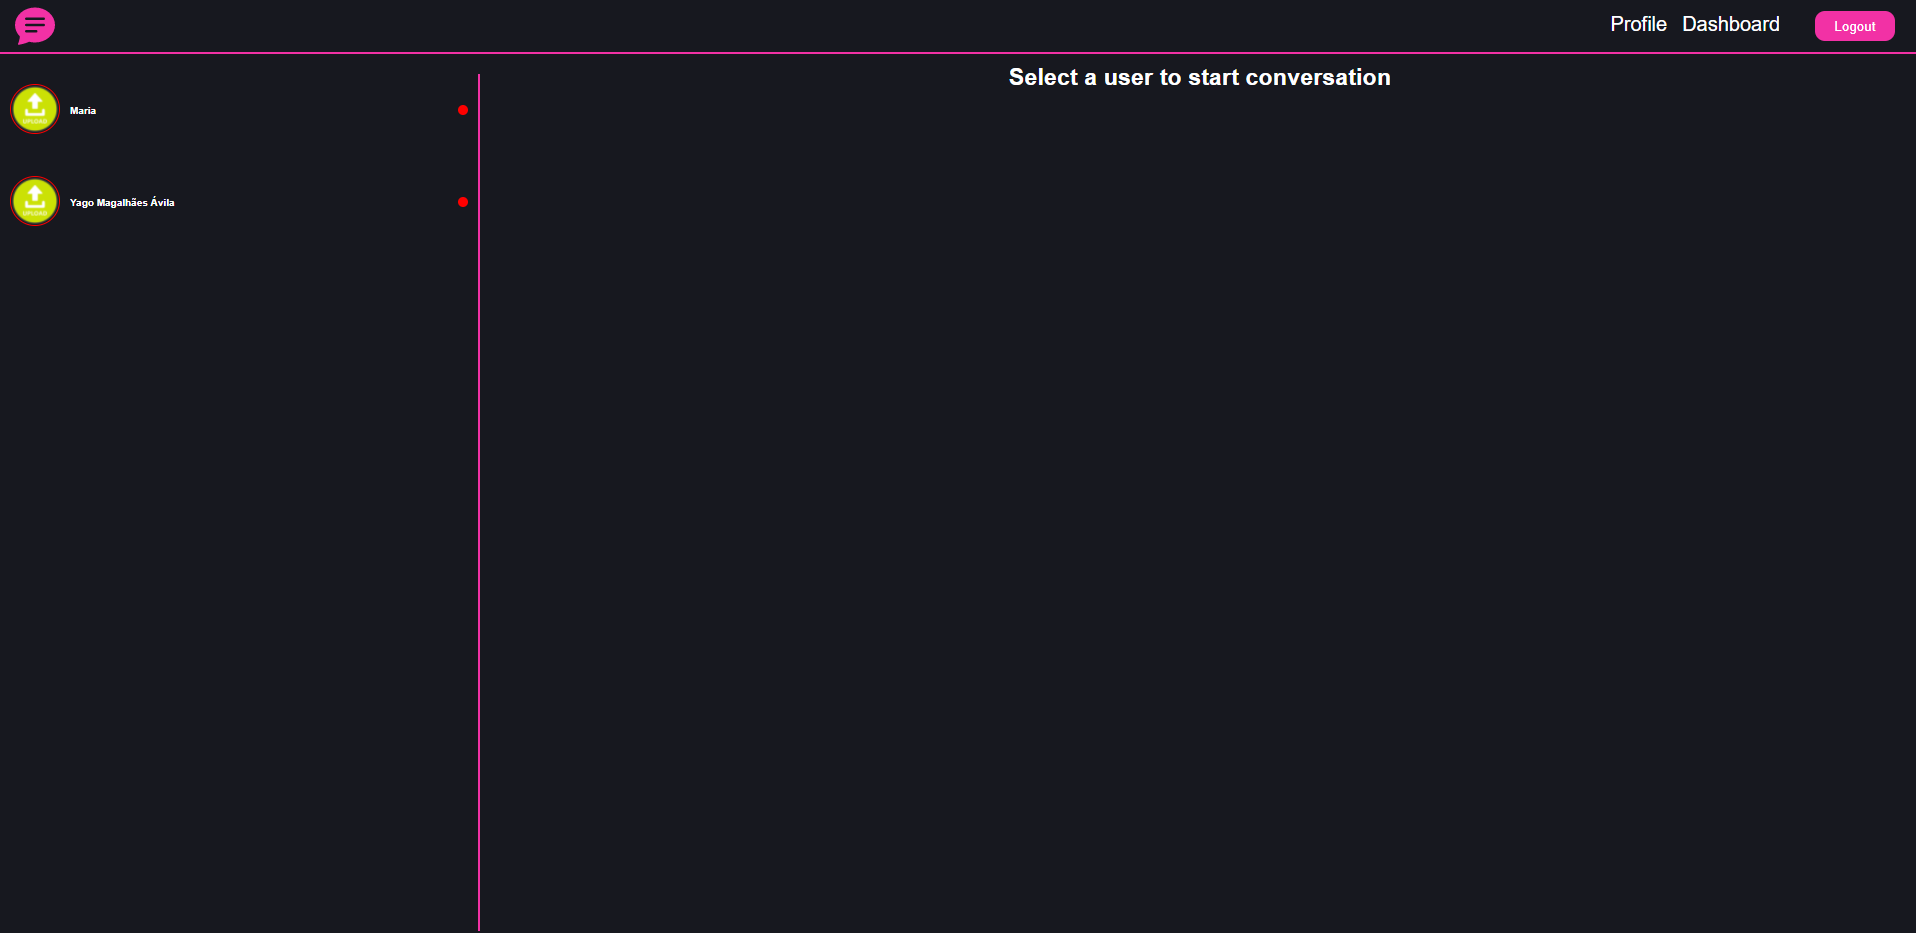 Profile Dashboard Logout
Select a user to start conversation
UPLOAD
Maria
UPLOAD
Yago Magalhães Ávila